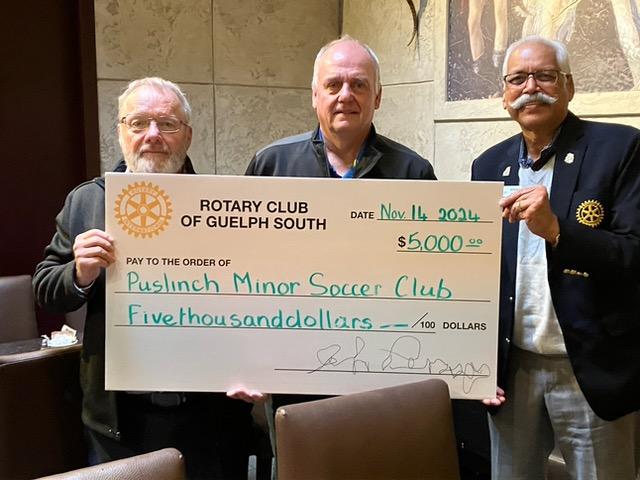 ROTARY CLUB
OF GUELPH SOUTH
DATE Nov. 14 2024
$5,000.00
PAY TO THE ORDER OF
Puslinch Minor Soccer Club
Fivethousanddollars --/100 DOLLARS